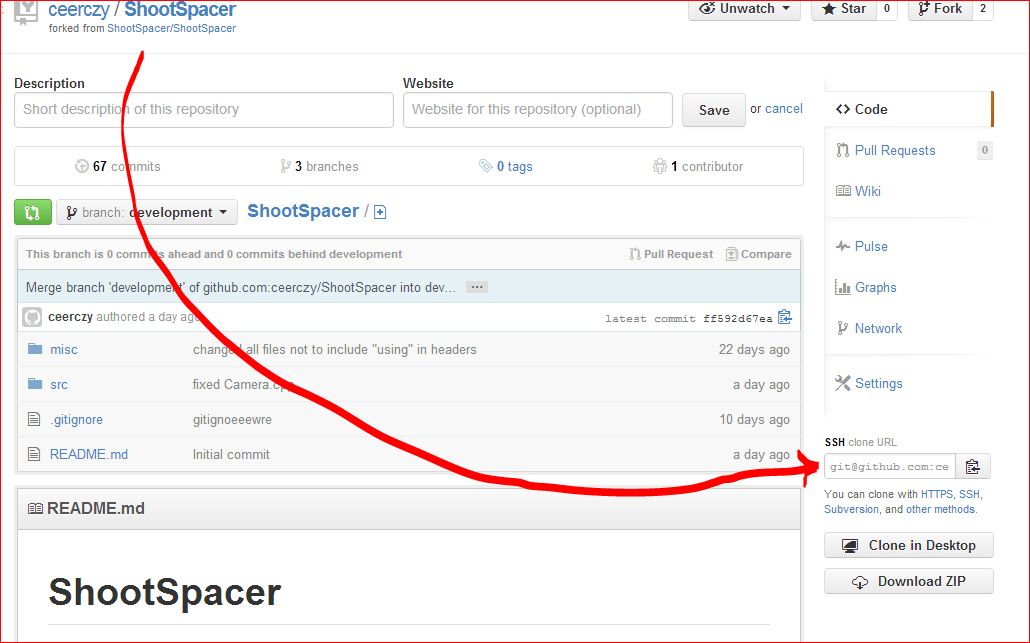 ceerczy / ShootSpacer
Unwatch
Star 0
Fork 2
forked from ShootSpacer/ShootSpacer
Description
Website
Short description of this repository
Website for this repository (optional)
Save or cancel
Code
67 commits
3 branches
0 tags
1 contributor
Pull Requests 0
Wiki
branch: development
ShootSpacer /
This branch is 0 commits ahead and 0 commits behind development
Pull Request
Compare
Pulse
Merge branch 'development' of github.com:ceerczy/ShootSpacer into dev… ...
Graphs
ceerczy authored a day ago
latest commit ff592d67ea
Network
misc changed all files not to include "using" in headers 22 days ago
src fixed Camera.cpp a day ago
Settings
.gitignore gitignoeeewre 10 days ago
README.md Initial commit a day ago
SSH clone URL
git@github.com:ce
You can clone with HTTPS, SSH,
Subversion, and other methods.
README.md
Clone in Desktop
Download ZIP
ShootSpacer